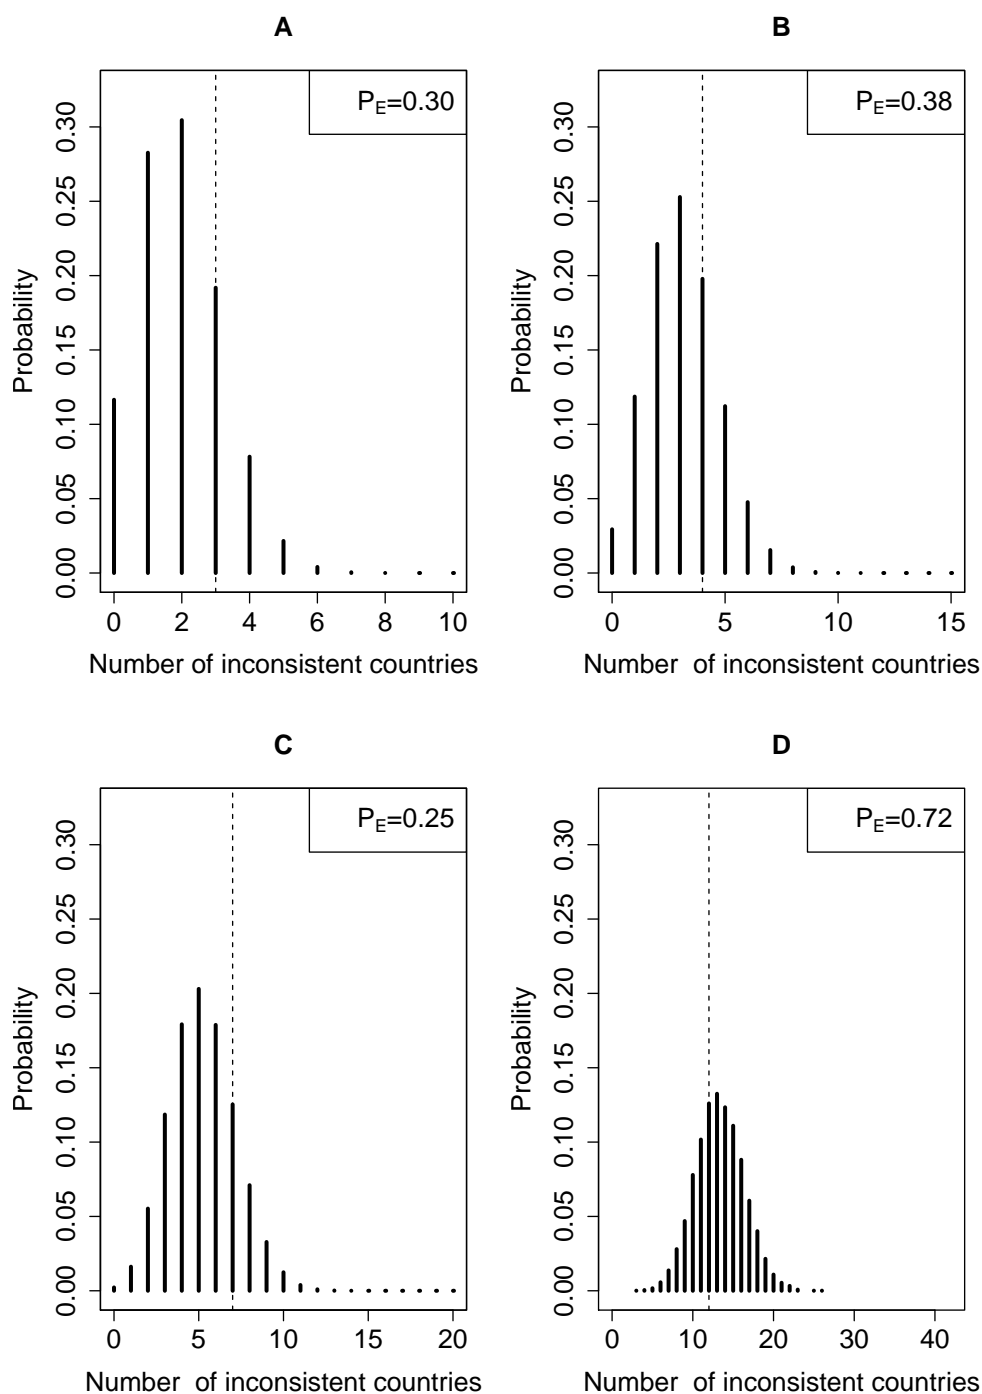 A
P_E=0.30
Probability
0.00 0.05 0.10 0.15 0.20 0.25 0.30
0 2 4 6 8 10
Number of inconsistent countries
B
P_E=0.38
Probability
0.00 0.05 0.10 0.15 0.20 0.25 0.30
0 5 10 15
Number of inconsistent countries
C
P_E=0.25
Probability
0.00 0.05 0.10 0.15 0.20 0.25 0.30
0 5 10 15 20
Number of inconsistent countries
D
P_E=0.72
Probability
0.00 0.05 0.10 0.15 0.20 0.25 0.30
0 10 20 30 40
Number of inconsistent countries